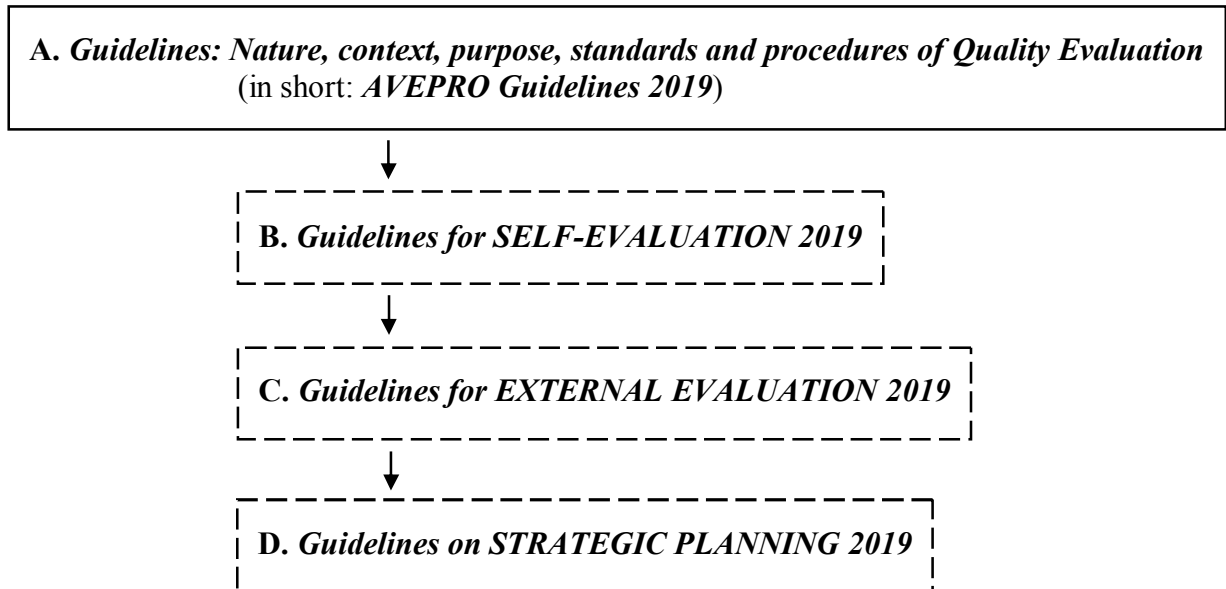 A. Guidelines: Nature, context, purpose, standards and procedures of Quality Evaluation
(in short: AVEPRO Guidelines 2019)
B. Guidelines for SELF-EVALUATION 2019
C. Guidelines for EXTERNAL EVALUATION 2019
D. Guidelines on STRATEGIC PLANNING 2019